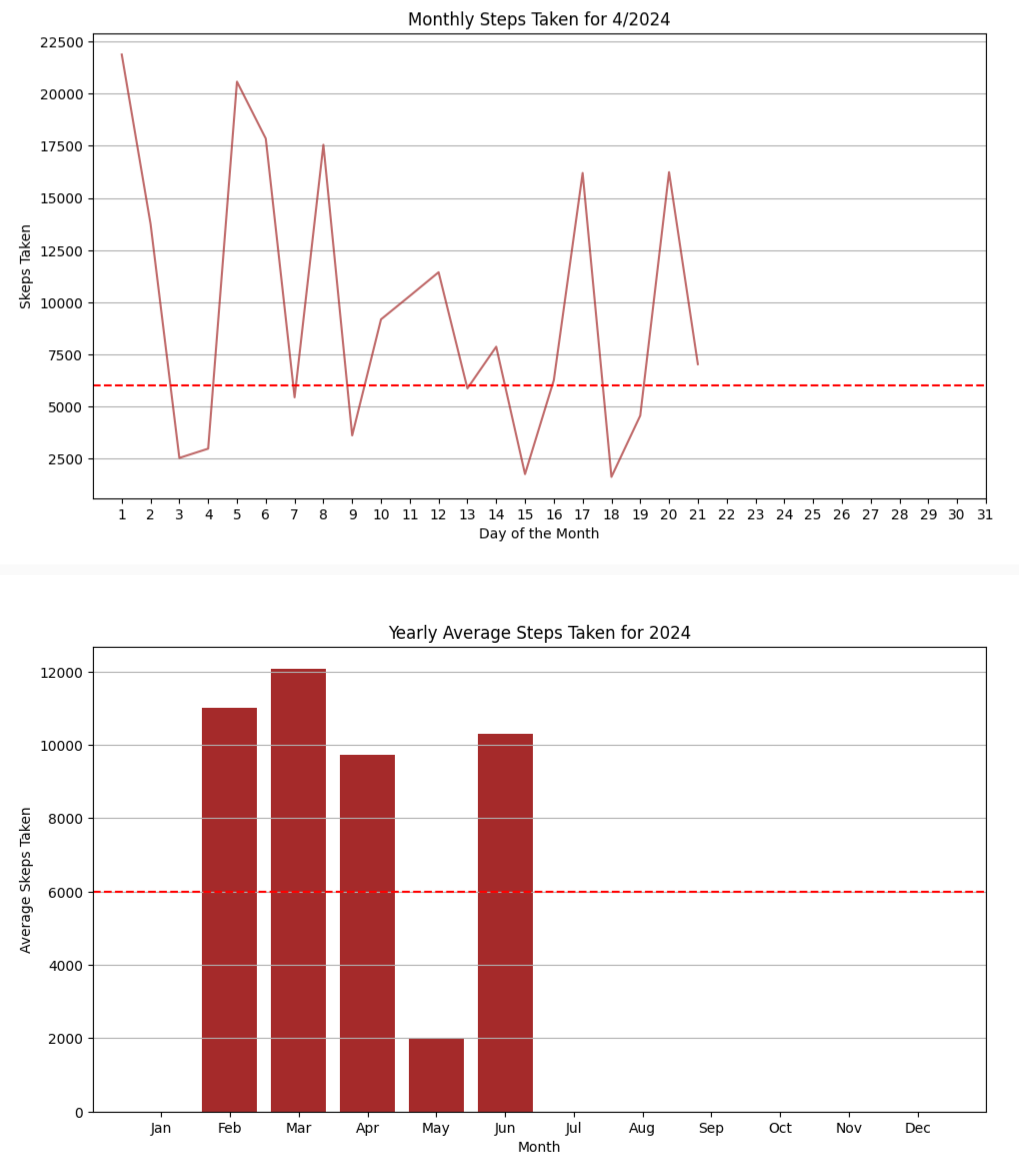 Monthly Steps Taken for 4/2024
22500
20000
17500
15000
12500
10000
7500
5000
2500
Skeps Taken
1 2 3 4 5 6 7 8 9 10 11 12 13 14 15 16 17 18 19 20 21 22 23 24 25 26 27 28 29 30 31
Day of the Month
Yearly Average Steps Taken for 2024
12000
10000
8000
6000
4000
2000
0
Average Skeps Taken
Jan Feb Mar Apr May Jun Jul Aug Sep Oct Nov Dec
Month